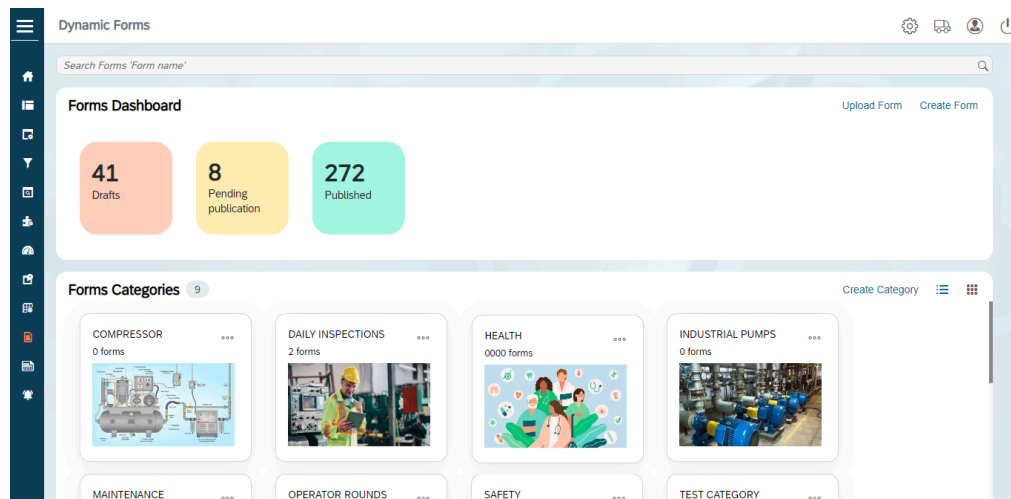 Dynamic Forms
Search Forms 'Form name'
Forms Dashboard
Upload Form
Create Form
41
Drafts
8
Pending
publication
272
Published
Forms Categories
9
Create Category
COMPRESSOR
0 forms
DAILY INSPECTIONS
2 forms
HEALTH
0000 forms
INDUSTRIAL PUMPS
0 forms
MAINTENANCE
OPERATOR ROUNDS
SAFETY
TEST CATEGORY